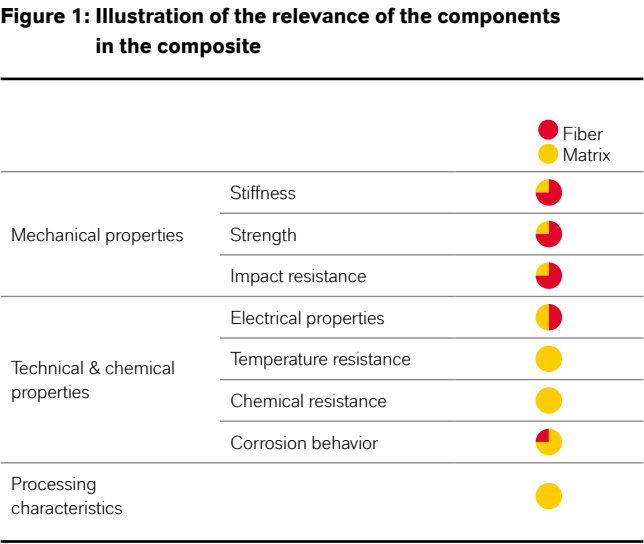 Figure 1: Illustration of the relevance of the components
in the composite
Fiber
Matrix
Mechanical properties
Stiffness
Strength
Impact resistance
Technical & chemical
properties
Electrical properties
Temperature resistance
Chemical resistance
Corrosion behavior
Processing
characteristics